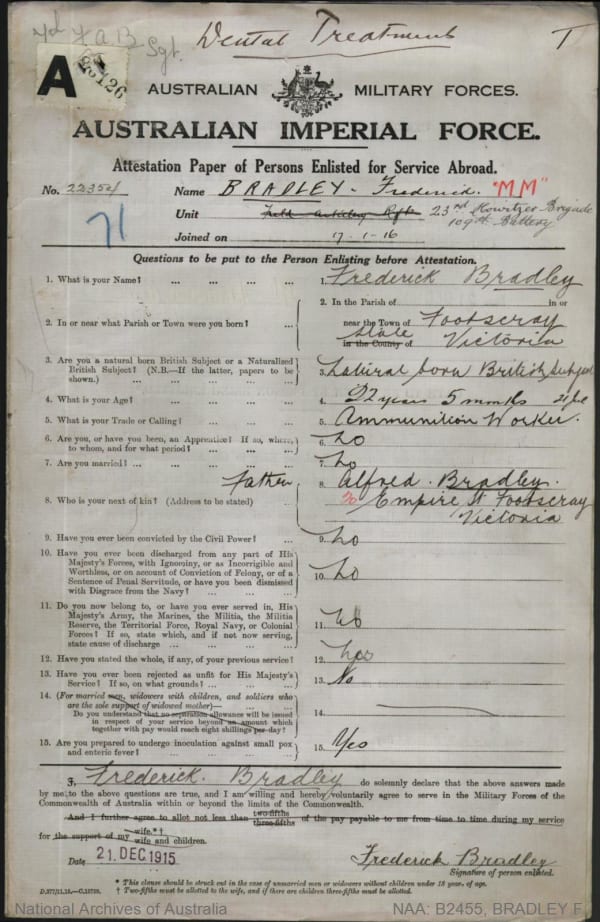 F.A.B. Sgt. Dental Treatment T
A
26126
AUSTRALIAN MILITARY FORCES.
AUSTRALIAN IMPERIAL FORCE.
Attestation Paper of Persons Enlisted for Service Abroad.
No. 22354 Name BRADLEY - Frederick. "MM"
Unit Field Artillery Rfts 23rd Howitzer Brigade
109th Battery
71
Joined on 17-1-16
Questions to be put to the Person Enlisting before Attestation.
1. What is your Name? ... ... ... ... 1. Frederick Bradley
2. In or near what Parish or Town were you born? ... 2. In the Parish of in or
near the Town of Footscray
in the County of State Victoria
3. Are you a natural born British Subject or a Naturalized
British Subject? (N.B.—If the latter, papers to be
shown.) ... ... ... ... ... 3. Natural born British Subject
4. What is your Age? ... ... ... ... 4. 22 years 5 months
5. What is your Trade or Calling? ... ... ... 5. Ammunition Worker.
6. Are you, or have you been, an Apprentice? If so, where,
to whom, and for what period? ... ... ... 6. No
7. Are you married? ... ... ... ... ... 7. No
8. Who is your next of kin? (Address to be stated) ... Father 8. Alfred. Bradley.
Empire St Footscray
Victoria
9. Have you ever been convicted by the Civil Power? ... 9. No
10. Have you ever been discharged from any part of His
Majesty's Forces, with Ignominy, or as Incorrigible and
Worthless, or on account of Conviction of Felony, or of a
Sentence of Penal Servitude, or have you been dismissed
with Disgrace from the Navy? ... ... ... 10. No
11. Do you now belong to, or have you ever served in, His
Majesty's Army, the Marines, the Militia, the Militia
Reserve, the Territorial Force, Royal Navy, or Colonial
Forces? If so, state which, and if not now serving,
state cause of discharge ... ... ... ... 11. No
12. Have you stated the whole, if any, of your previous service? 12. Yes
13. Have you ever been rejected as unfit for His Majesty's
Service? If so, on what grounds? ... ... ... 13. No
14. (For married men, widowers with children, and soldiers who
are the sole support of widowed mother)— ... ...
Do you understand that no separation allowance will be issued
in respect of your service beyond an amount which
together with pay would reach eight shillings per day? 14.
15. Are you prepared to undergo inoculation against small pox
and enteric fever? ... ... ... ... 15. Yes
I, Frederick. Bradley do solemnly declare that the above answers made
by me to the above questions are true, and I am willing and hereby voluntarily agree to serve in the Military Forces of the
Commonwealth of Australia within or beyond the limits of the Commonwealth.
And I further agree to allot not less than two-fifths three-fifths of the pay payable to me from time to time during my service
for the support of my wife.*† wife and children.
Date 21 DEC 1915 Frederick Bradley
Signature of person enlisted.
* This clause should be struck out in the case of unmarried men or widowers without children under 18 years of age.
† Two-fifths must be allotted to the wife, and if there are children three-fifths must be allotted.
National Archives of Australia NAA: B2455, BRADLEY F